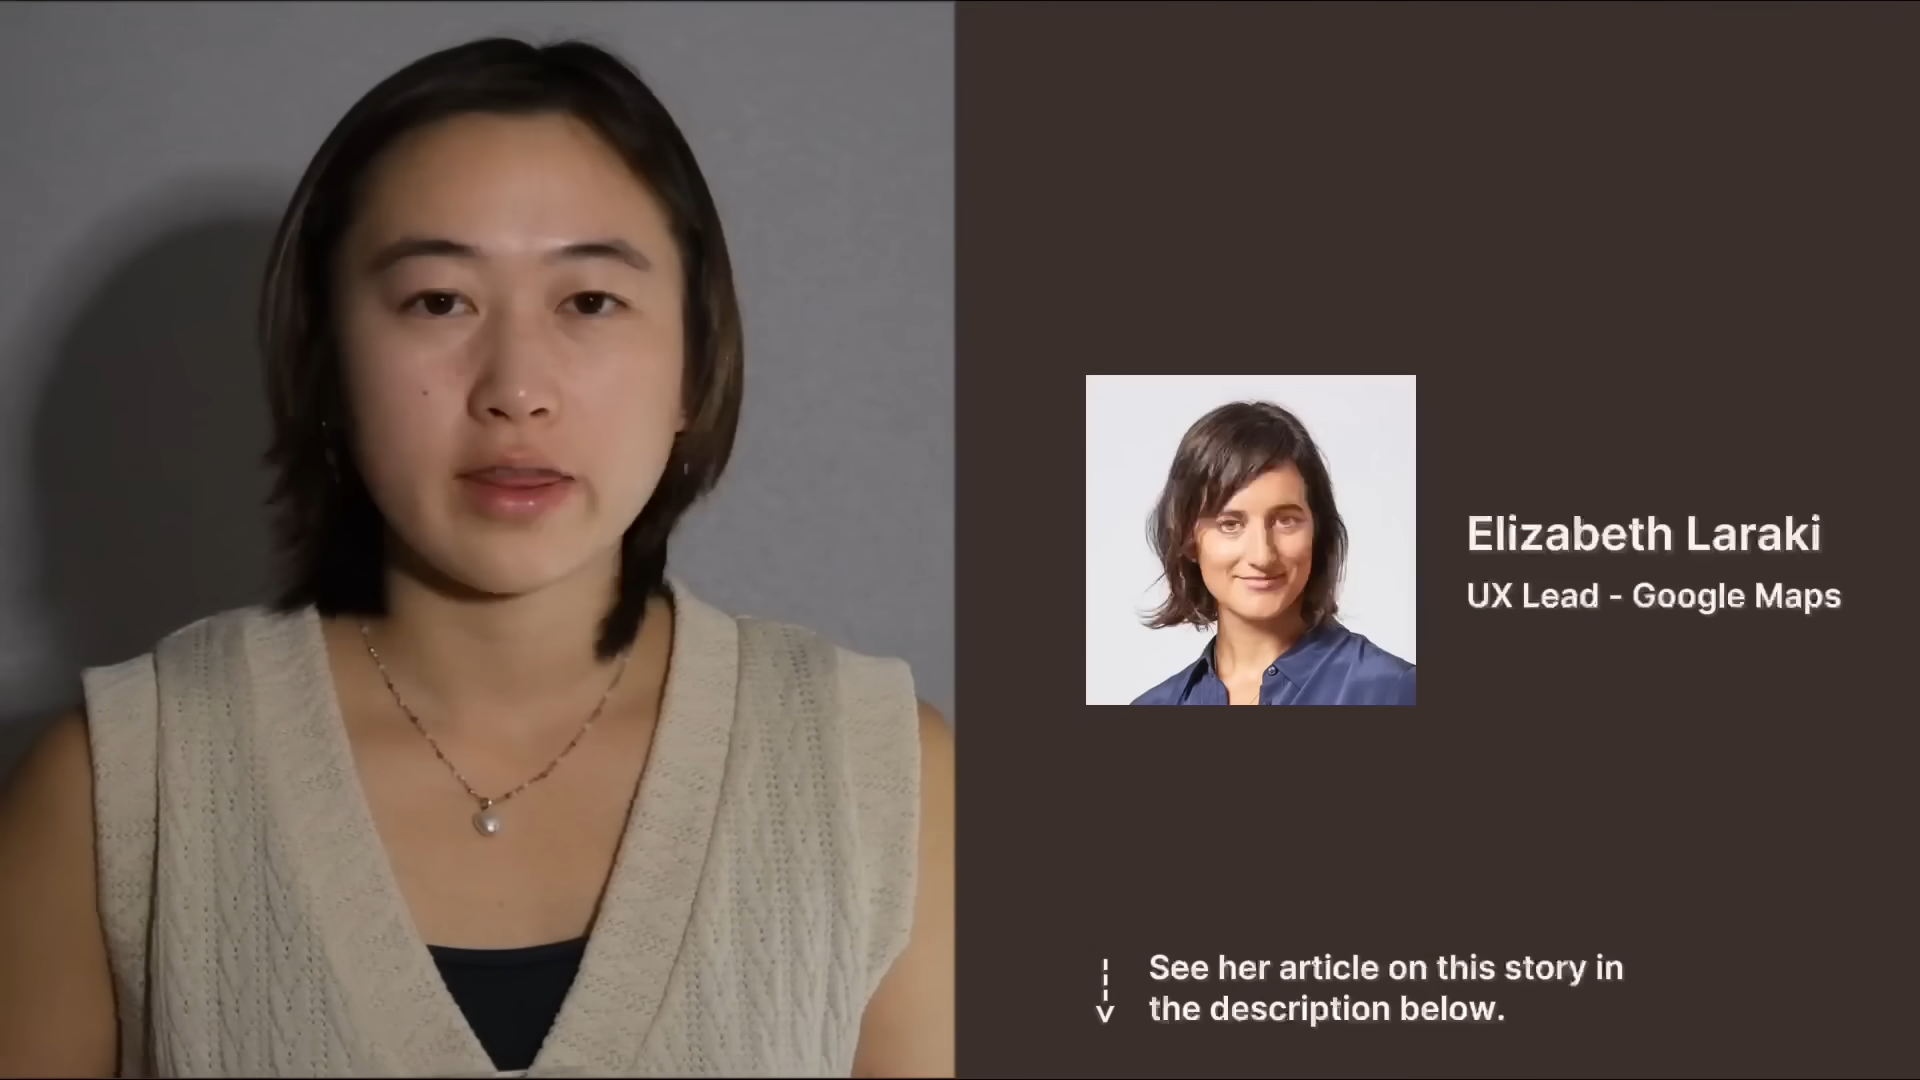 Elizabeth Laraki
UX Lead - Google Maps
See her article on this story in
the description below.